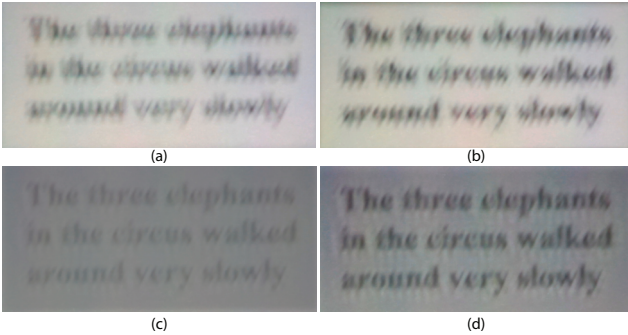 The three elephants
in the circus walked
around very slowly
(a)
The three elephants
in the circus walked
around very slowly
(b)
The three elephants
in the circus walked
around very slowly
(c)
The three elephants
in the circus walked
around very slowly
(d)